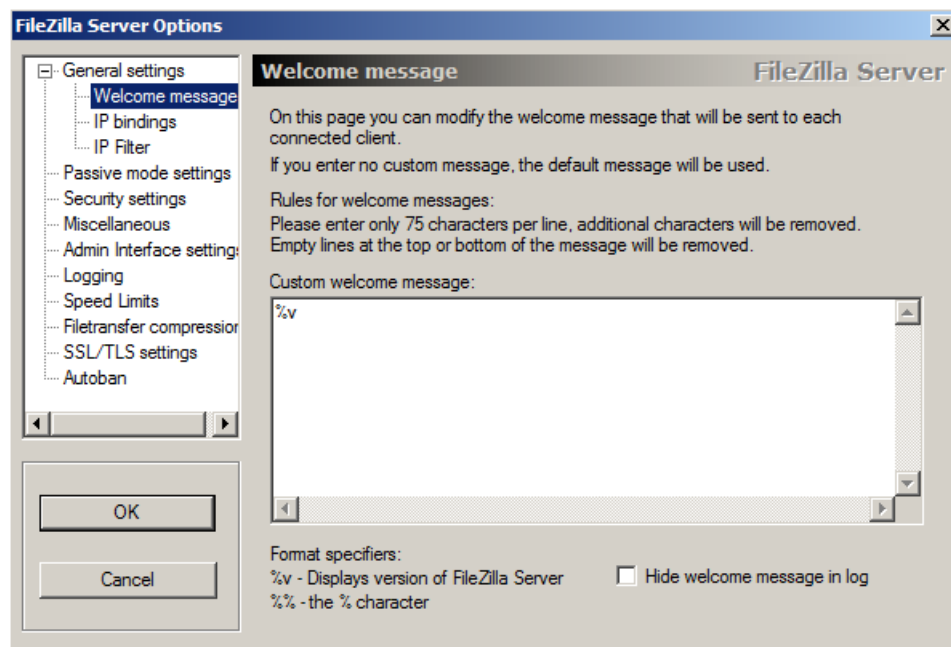 FileZilla Server Options
General settings
Welcome message
IP bindings
IP Filter
Passive mode settings
Security settings
Miscellaneous
Admin Interface settings
Logging
Speed Limits
Filetransfer compression
SSL/TLS settings
Autoban
OK
Cancel
Welcome message
FileZilla Server
On this page you can modify the welcome message that will be sent to each
connected client.
If you enter no custom message, the default message will be used.
Rules for welcome messages:
Please enter only 75 characters per line, additional characters will be removed.
Empty lines at the top or bottom of the message will be removed.
Custom welcome message:
%v
Format specifiers:
%v - Displays version of FileZilla Server
%% - the % character
Hide welcome message in log